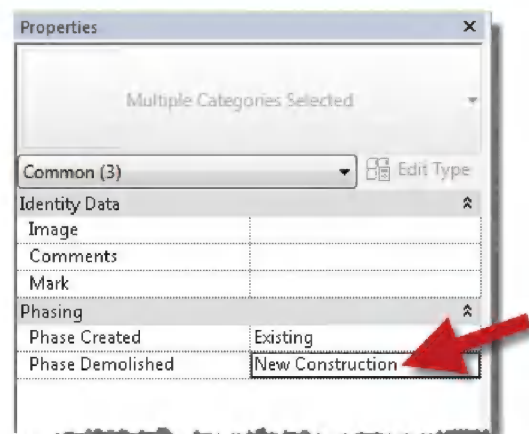 Properties
Multiple Categories Selected
Common (3) Edit Type
Identity Data
Image
Comments
Mark
Phasing
Phase Created Existing
Phase Demolished New Construction